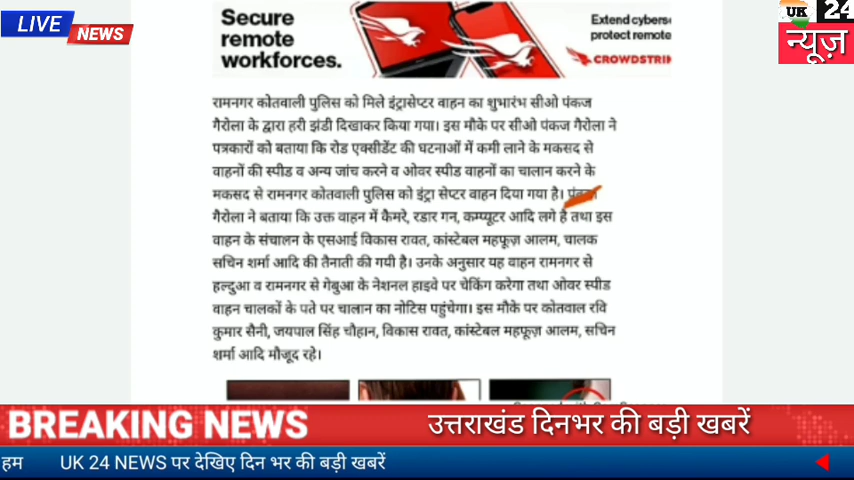 LIVE
NEWS
UK 24
न्यूज़
Secure
remote
workforces.
Extend
protect remote
रामनगर कोतवाली पुलिस को मिले इंट्रासेप्टर वाहन का शुभारंभ सीओ पंकज
गैरोला के द्वारा हरी झंडी दिखाकर किया गया। इस मौके पर सीओ पंकज गैरोला ने
पत्रकारों को बताया कि रोड एक्सीडेंट की घटनाओं में कमी लाने के मकसद से
वाहनों की स्पीड व अन्य जांच करने व ओवर स्पीड वाहनों का चालान करने के
मकसद से रामनगर कोतवाली पुलिस को इंट्रा सेप्टर वाहन दिया गया है।
गैरोला ने बताया कि उक्त वाहन में कैमरे, रडार गन, कम्प्यूटर आदि लगे है तथा इस
वाहन के संचालन के एसआई विकास रावत, कांस्टेबल महफूज़ आलम, चालक
सचिन शर्मा आदि की तैनाती की गयी है। उनके अनुसार यह वाहन रामनगर से
हल्दुआ व रामनगर से गेबुआ के नेशनल हाइवे पर चेकिंग करेगा तथा ओवर स्पीड
वाहन चालकों के पते पर चालान का नोटिस पहुंचेगा। इस मौके पर कोतवाल रवि
कुमार सैनी, जयपाल सिंह चौहान, विकास रावत, कांस्टेबल महफूज़ आलम, सचिन
शर्मा आदि मौजूद रहे।
BREAKING NEWS
उत्तराखंड दिनभर की बड़ी खबरें
हम UK 24 NEWS पर देखिए दिन भर की बड़ी खबरें